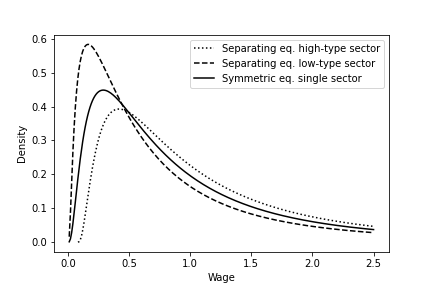 0.6
0.5
0.4
0.3
0.2
0.1
0.0
Density
Separating eq. high-type sector
Separating eq. low-type sector
Symmetric eq. single sector
0.0 0.5 1.0 1.5 2.0 2.5
Wage